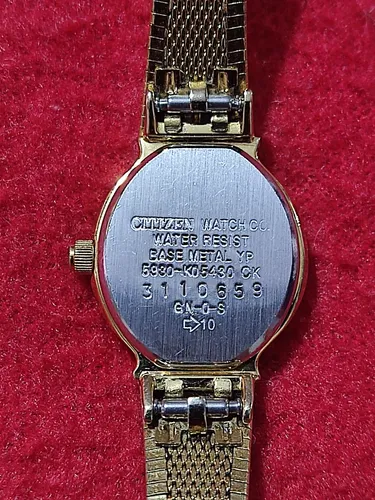 CITIZEN WATCH CO
WATER RESIST
BASE METAL YP
5930-K05430 CK
3110659
GN-0-S
⇨10